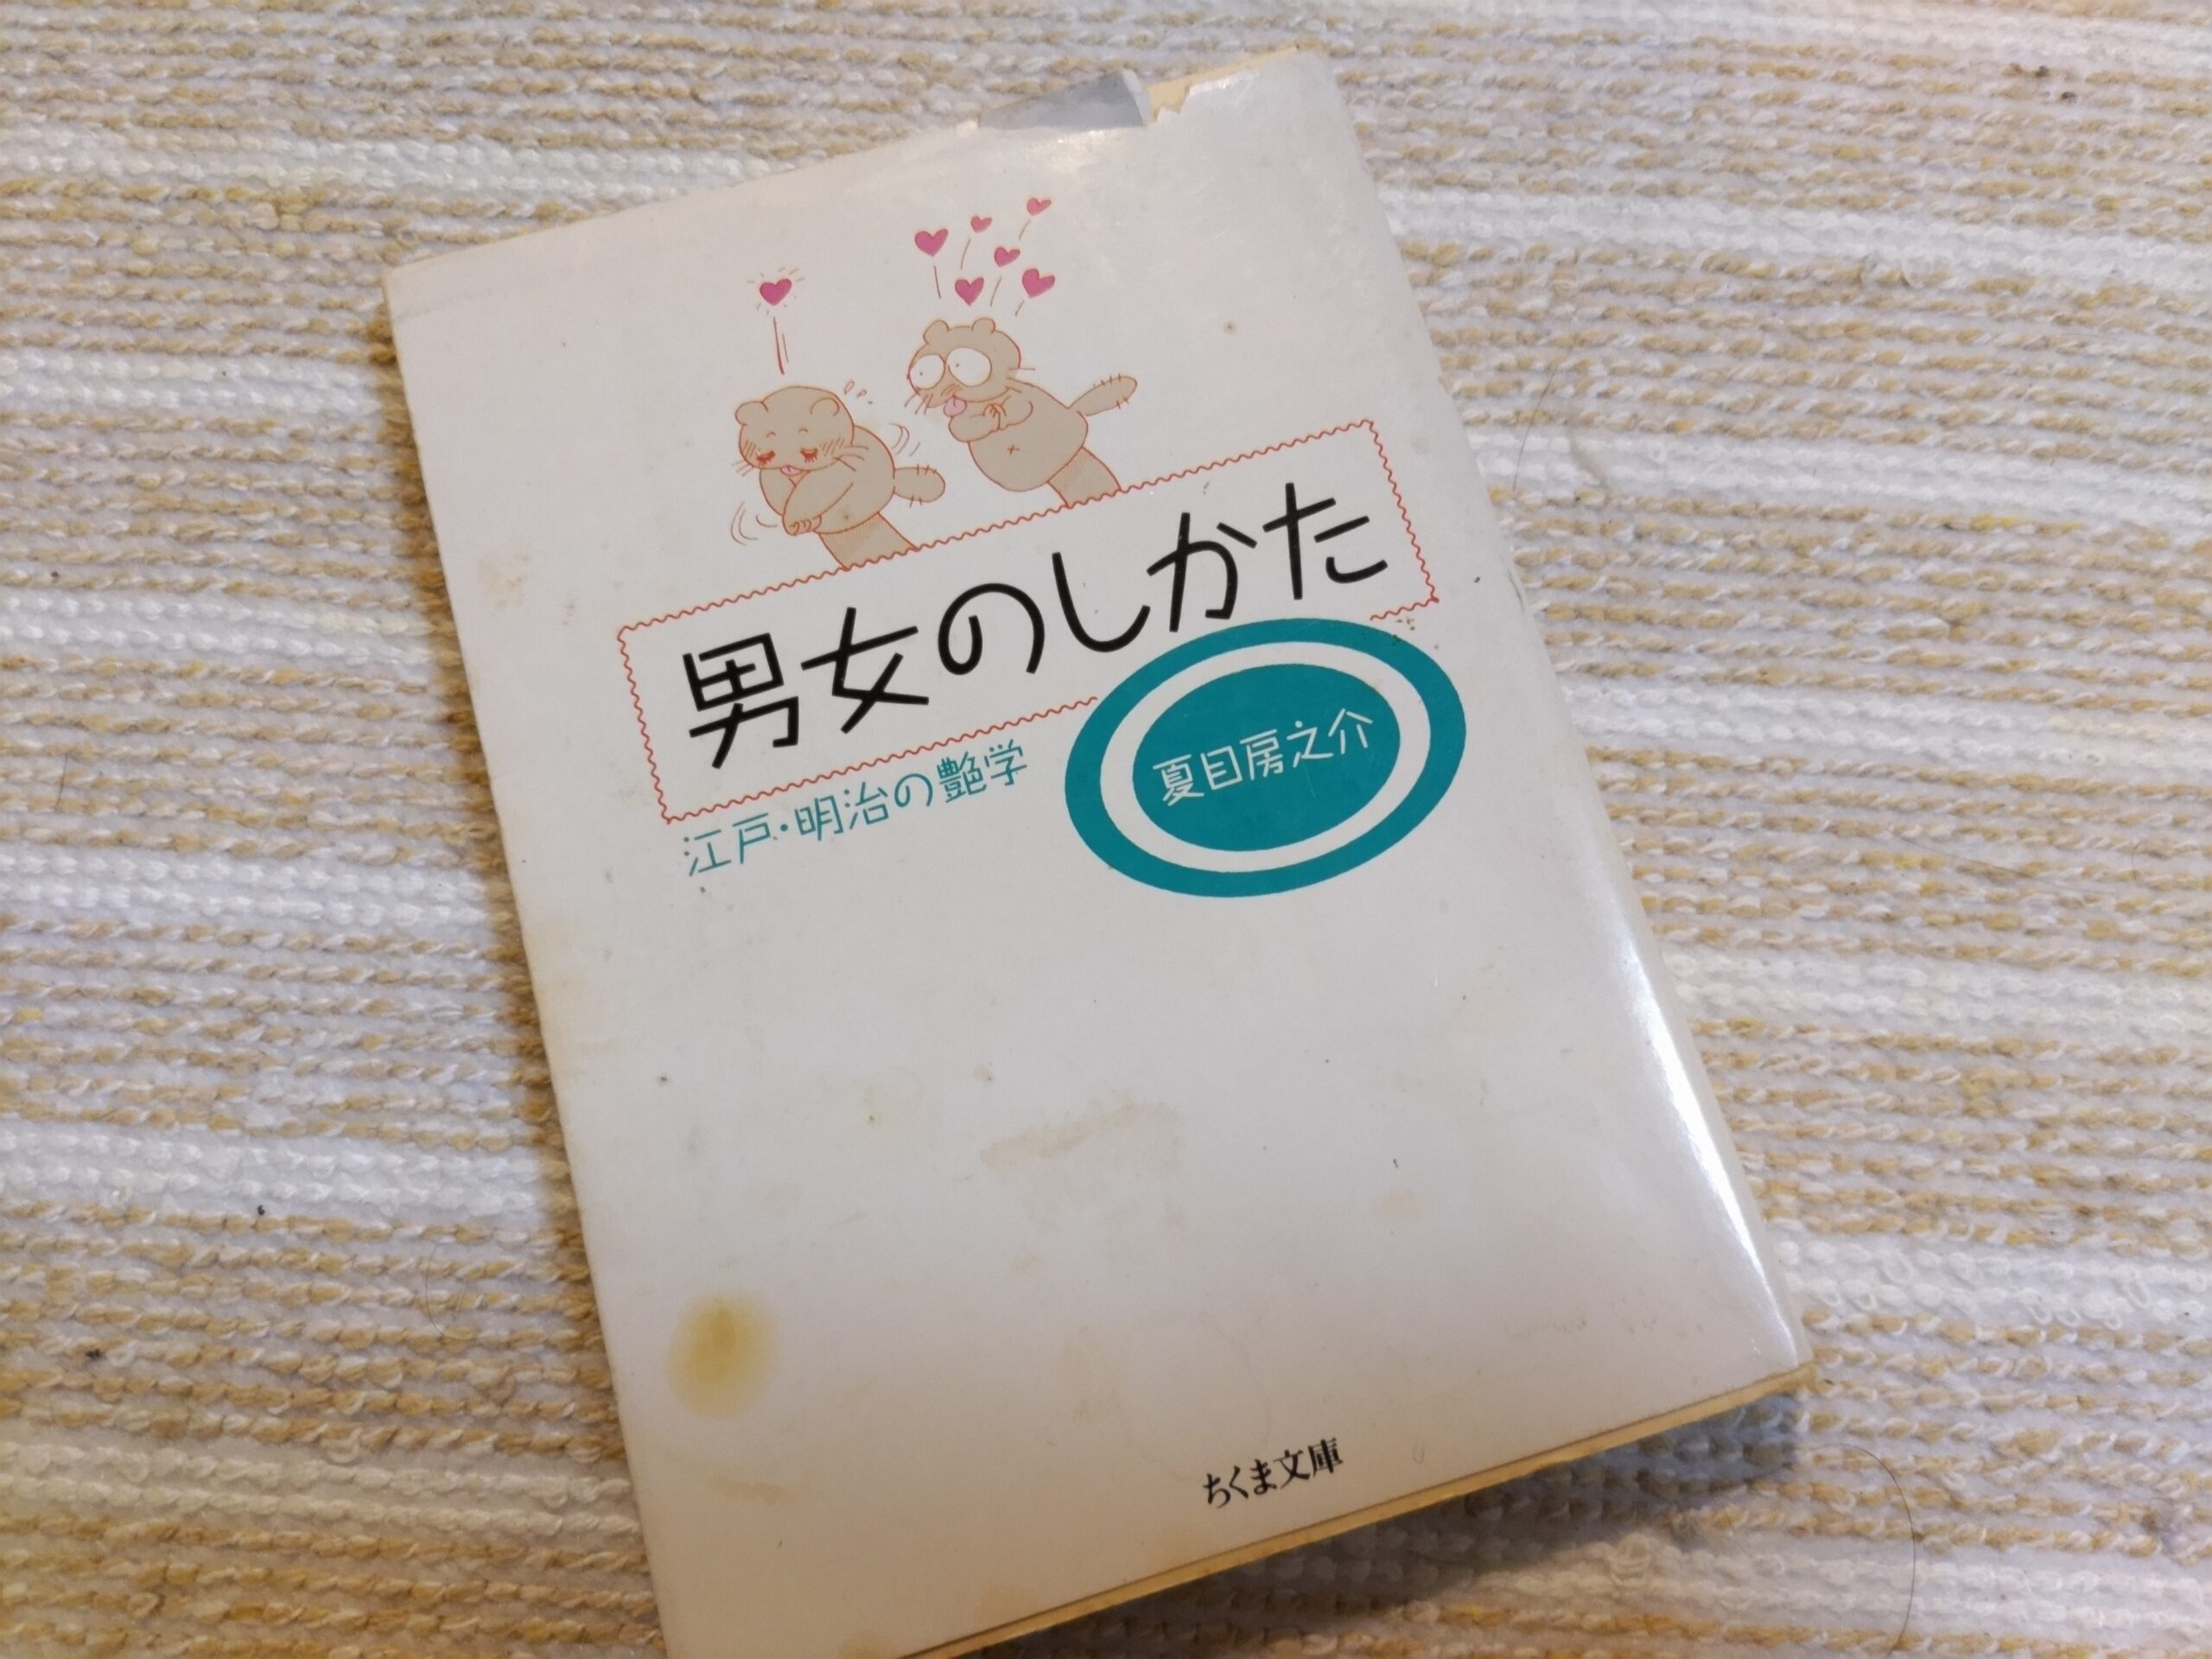 男女のしかた
江戸・明治の艶学
夏目房之介
ちくま文庫